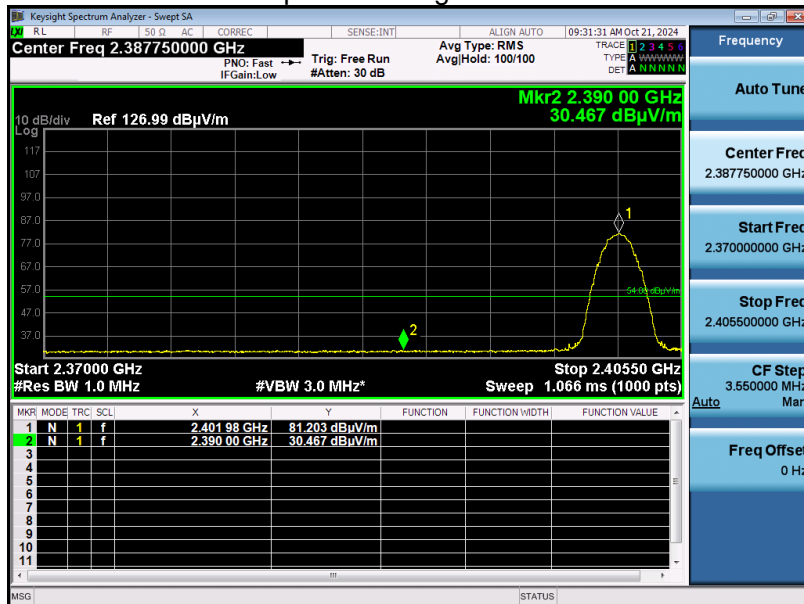 Keysight Spectrum Analyzer - Swept SA
RL RF 50 Ω AC CORREC SENSE:INT ALIGN AUTO 09:31:31 AM Oct 21, 2024
Center Freq 2.387750000 GHz
PNO: Fast
IFGain:Low
Trig: Free Run
#Atten: 30 dB
Avg Type: RMS
Avg|Hold: 100/100
TRACE 1 2 3 4 5 6
TYPE A WWWWW
DET A N N N N N
Mkr2 2.390 00 GHz
30.467 dBµV/m
10 dB/div Ref 126.99 dBµV/m
Log
117
107
97.0
87.0
77.0
67.0
57.0
47.0
37.0
1
54.00 dBµV/m
2
Start 2.37000 GHz Stop 2.40550 GHz
#Res BW 1.0 MHz #VBW 3.0 MHz* Sweep 1.066 ms (1000 pts)
MKR MODE TRC SCL X Y FUNCTION FUNCTION WIDTH FUNCTION VALUE
1 N 1 f 2.401 98 GHz 81.203 dBµV/m
2 N 1 f 2.390 00 GHz 30.467 dBµV/m
3
4
5
6
7
8
9
10
11
MSG STATUS
Frequency
Auto Tune
Center Freq
2.387750000 GHz
Start Freq
2.370000000 GHz
Stop Freq
2.405500000 GHz
CF Step
3.550000 MHz
Auto Man
Freq Offset
0 Hz